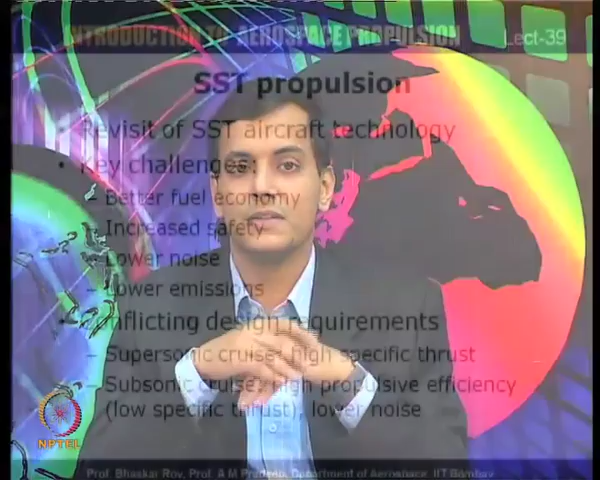 INTRODUCTION TO AEROSPACE PROPULSION
Lect-39
SST propulsion
• Revisit of SST aircraft technology
• Key challenges:
– Better fuel economy
– Increased safety
– Lower noise
– Lower emissions
• Conflicting design requirements
– Supersonic cruise: high specific thrust
– Subsonic cruise: high propulsive efficiency
(low specific thrust), lower noise
NPTEL
Prof. Bhaskar Roy, Prof. A M Pradeep, Department of Aerospace, IIT Bombay